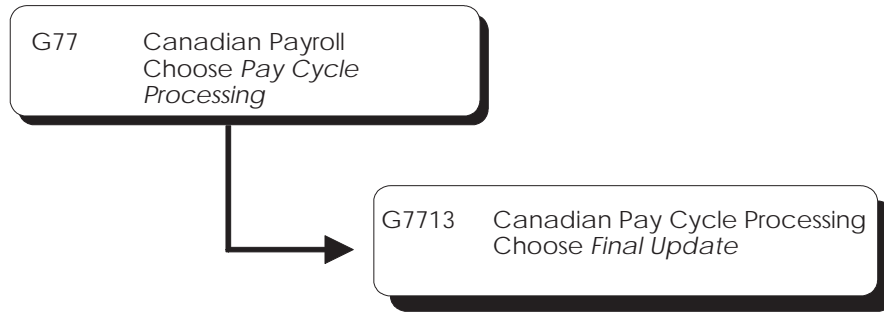 G77 Canadian Payroll
Choose Pay Cycle
Processing
G7713 Canadian Pay Cycle Processing
Choose Final Update